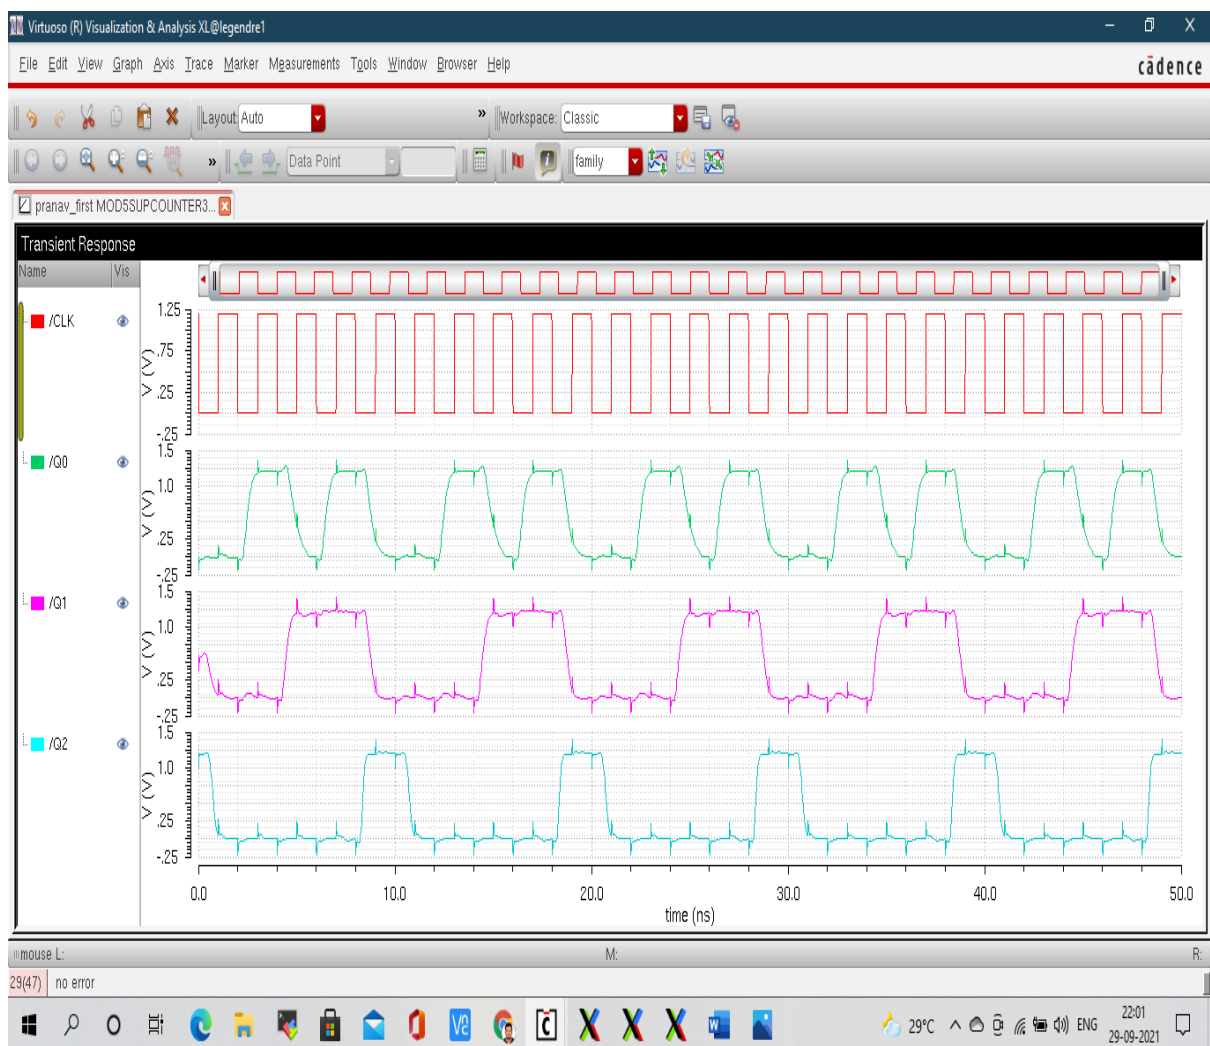 Virtuoso (R) Visualization & Analysis XL@legendre1
File Edit View Graph Axis Trace Marker Measurements Tools Window Browser Help
cādence
Layout: Auto
» Workspace: Classic
» Data Point
family
pranav_first MOD5SUPCOUNTER3...
Transient Response
Name Vis
/CLK
V (V)
1.25
.75
.25
-.25
/Q0
V (V)
1.5
1.0
.25
-.25
/Q1
V (V)
1.5
1.0
.25
-.25
/Q2
V (V)
1.5
1.0
.25
-.25
0.0 10.0 20.0 30.0 40.0 50.0
time (ns)
mouse L: M: R:
29(47) no error
29°C ENG 22:01
29-09-2021